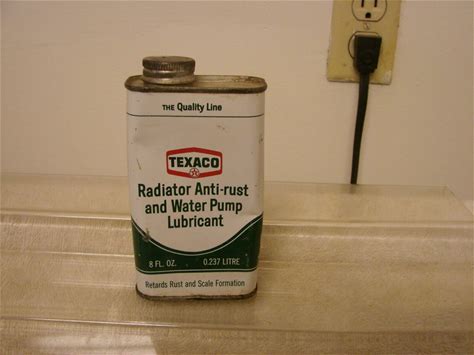 THE Quality Line
TEXACO
Radiator Anti-rust
and Water Pump
Lubricant
8 FL. OZ. 0.237 LITRE
Retards Rust and Scale Formation